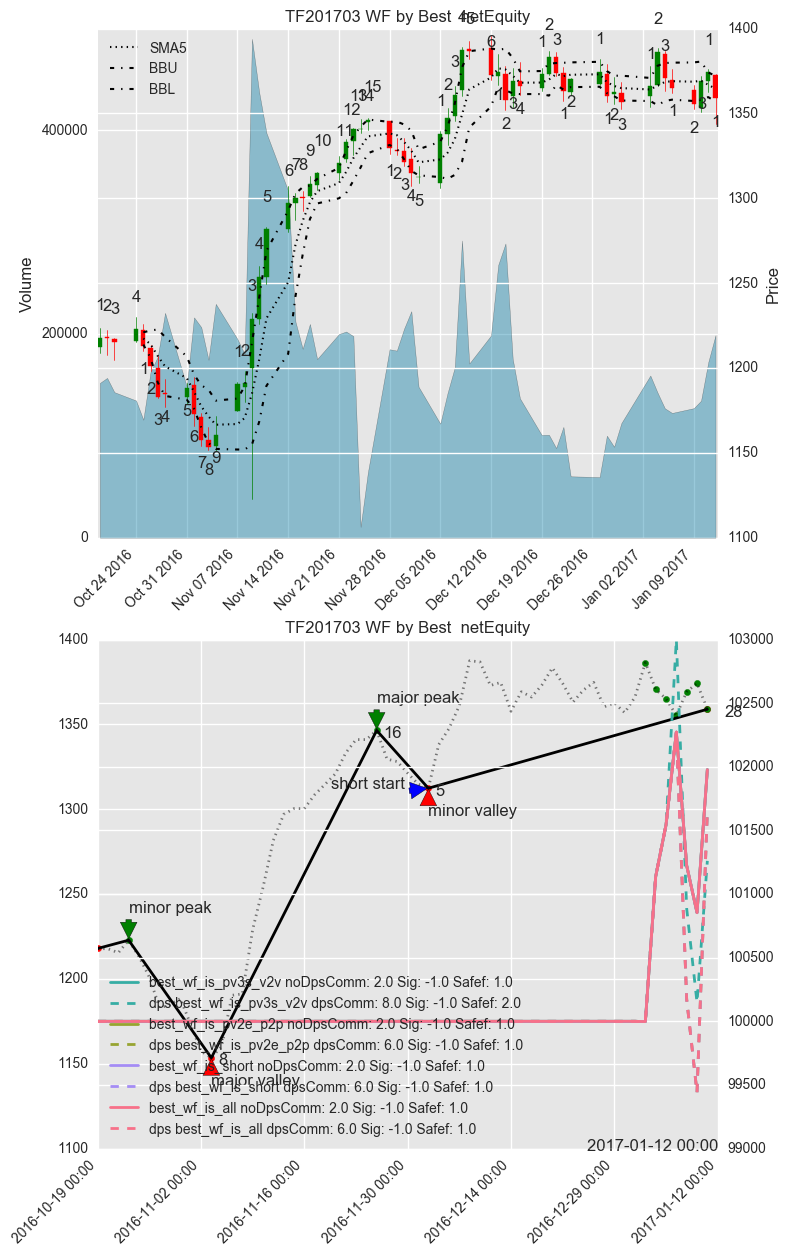 TF201703 WF by Best netEquity
SMA5
BBU
BBL
Volume
Price
400000
200000
0
1400
1350
1300
1250
1200
1150
1100
Oct 24 2016
Oct 31 2016
Nov 07 2016
Nov 14 2016
Nov 21 2016
Nov 28 2016
Dec 05 2016
Dec 12 2016
Dec 19 2016
Dec 26 2016
Jan 02 2017
Jan 09 2017
TF201703 WF by Best netEquity
1400
1350
1300
1250
1200
1150
1100
103000
102500
102000
101500
101000
100500
100000
99500
99000
major peak
16
28
short start
5
minor valley
minor peak
8
major valley
best_wf_is_pv3s_v2v noDpsComm: 2.0 Sig: -1.0 Safef: 1.0
dps best_wf_is_pv3s_v2v dpsComm: 8.0 Sig: -1.0 Safef: 2.0
best_wf_is_pv2e_p2p noDpsComm: 2.0 Sig: -1.0 Safef: 1.0
dps best_wf_is_pv2e_p2p dpsComm: 6.0 Sig: -1.0 Safef: 1.0
best_wf_is_short noDpsComm: 2.0 Sig: -1.0 Safef: 1.0
dps best_wf_is_short dpsComm: 6.0 Sig: -1.0 Safef: 1.0
best_wf_is_all noDpsComm: 2.0 Sig: -1.0 Safef: 1.0
dps best_wf_is_all dpsComm: 6.0 Sig: -1.0 Safef: 1.0
2017-01-12 00:00
2016-10-19 00:00
2016-11-02 00:00
2016-11-16 00:00
2016-11-30 00:00
2016-12-14 00:00
2016-12-29 00:00
2017-01-12 00:00